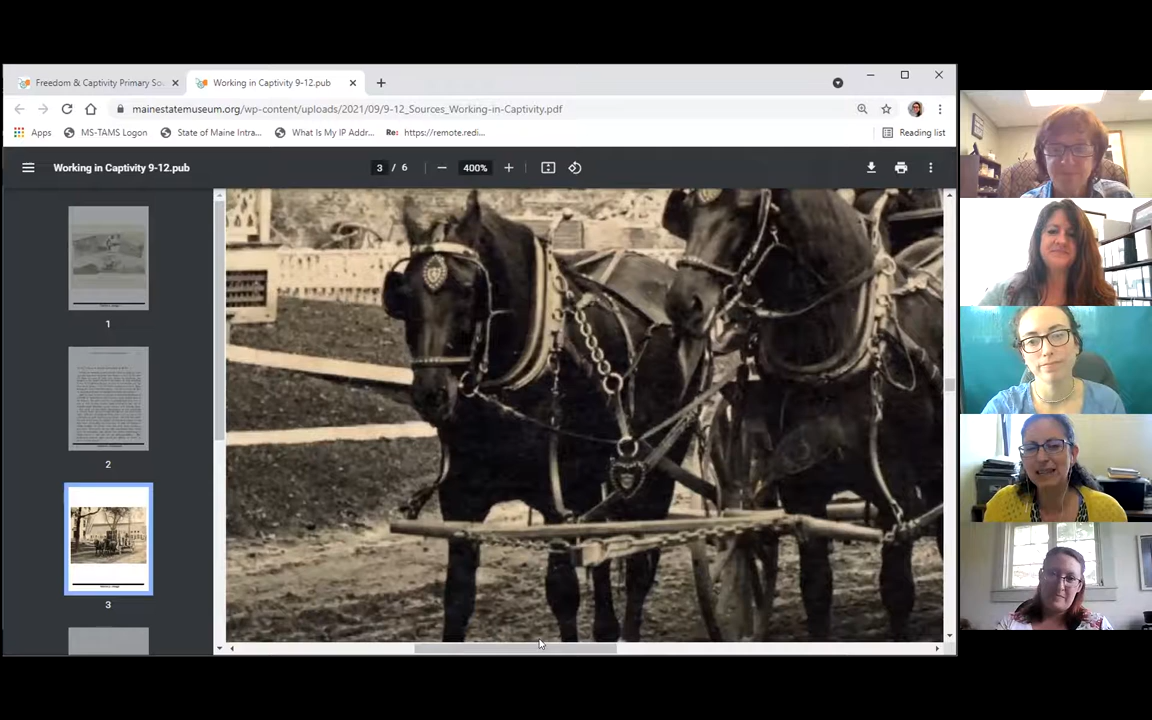 Freedom & Captivity Primary So
Working in Captivity 9-12.pub
mainestatemuseum.org/wp-content/uploads/2021/09/9-12_Sources_Working-in-Captivity.pdf
Apps MS-TAMS Logon State of Maine Intra... What Is My IP Addr... Re: https://remote.redi... Reading list
Working in Captivity 9-12.pub 3 / 6 400%
1
2
3